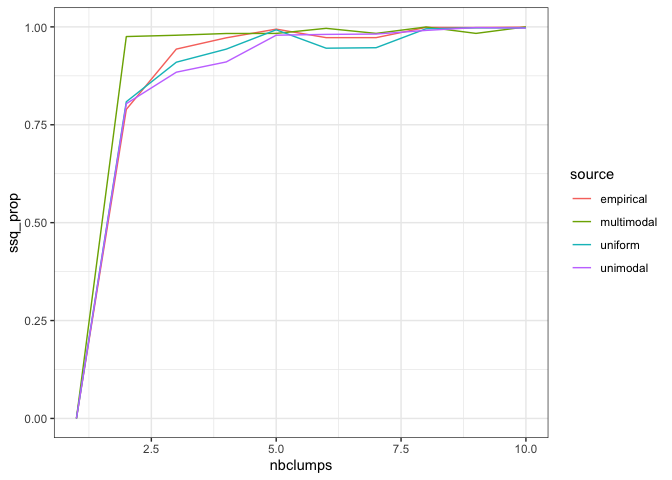 1.00
0.75
0.50
0.25
0.00
ssq_prop
2.5
5.0
7.5
10.0
nbclumps
source
empirical
multimodal
uniform
unimodal